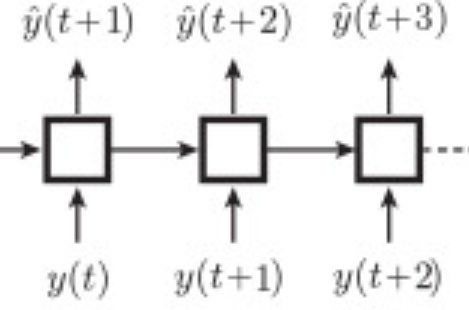 ŷ(t+1) ŷ(t+2) ŷ(t+3)
y(t) y(t+1) y(t+2)